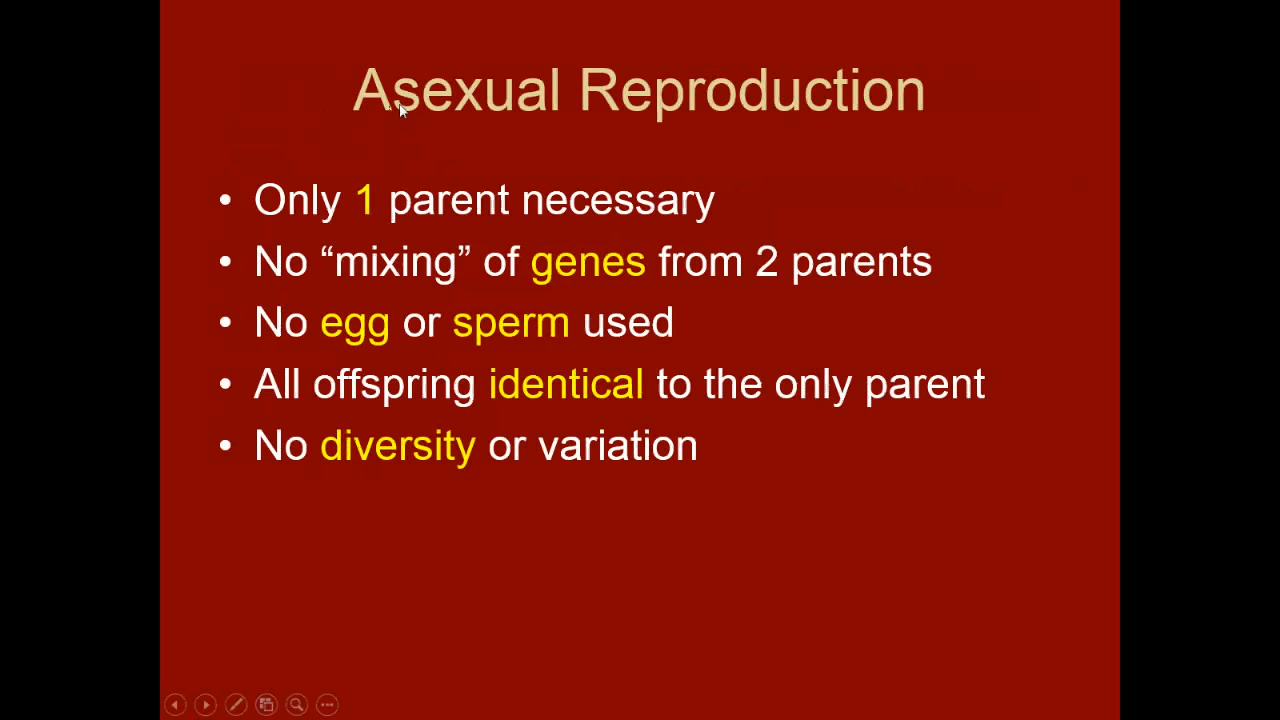 Asexual Reproduction
• Only 1 parent necessary
• No “mixing” of genes from 2 parents
• No egg or sperm used
• All offspring identical to the only parent
• No diversity or variation